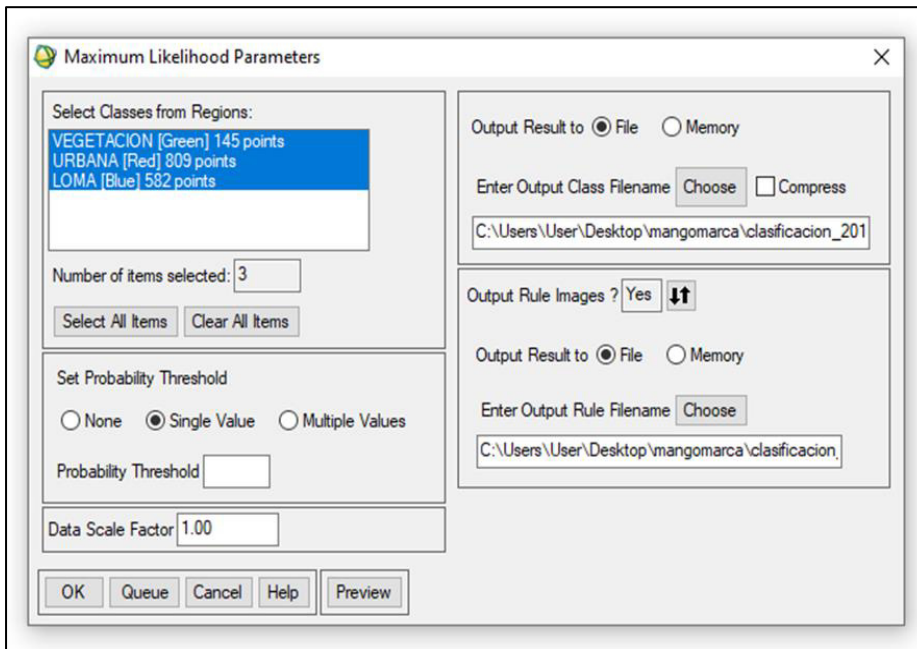 Maximum Likelihood Parameters
Select Classes from Regions:
VEGETACION [Green] 145 points
URBANA [Red] 809 points
LOMA [Blue] 582 points
Number of items selected: 3
Select All Items Clear All Items
Set Probability Threshold
None Single Value Multiple Values
Probability Threshold
Data Scale Factor 1.00
OK Queue Cancel Help Preview
Output Result to File Memory
Enter Output Class Filename Choose Compress
C:\Users\User\Desktop\mangomarca\clasificacion_201
Output Rule Images ? Yes
Output Result to File Memory
Enter Output Rule Filename Choose
C:\Users\User\Desktop\mangomarca\clasificacion_